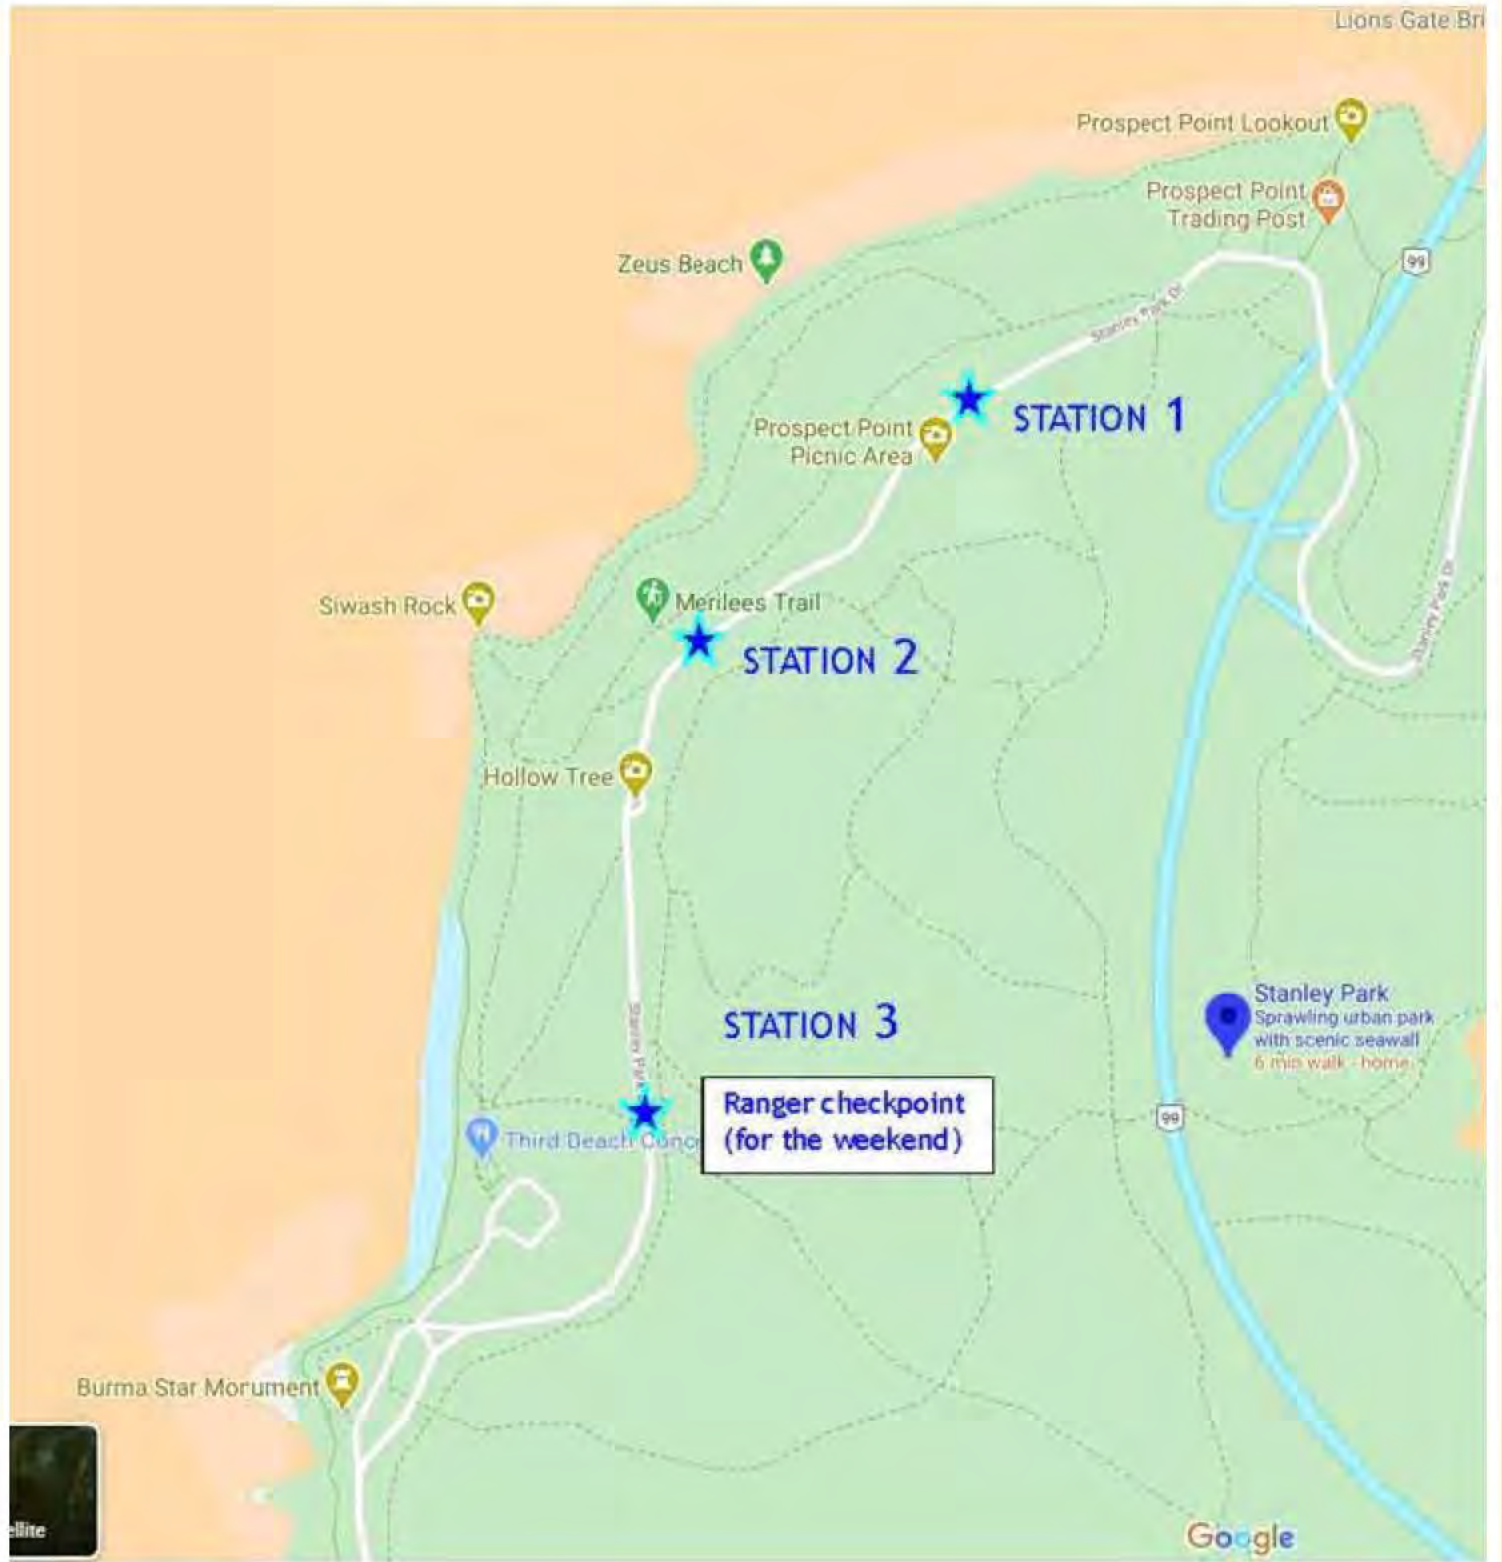 Lions Gate Bri
Prospect Point Lookout
Prospect Point
Trading Post
99
Zeus Beach
Stanley Park Dr
STATION 1
Prospect Point
Picnic Area
Siwash Rock
Merilees Trail
STATION 2
Stanley Park Dr
Hollow Tree
Stanley Park
Sprawling urban park
with scenic seawall
6 min walk - home
STATION 3
Stanley Park
Ranger checkpoint
(for the weekend)
99
Third Beach Conc
Burma Star Monument
ellite
Google